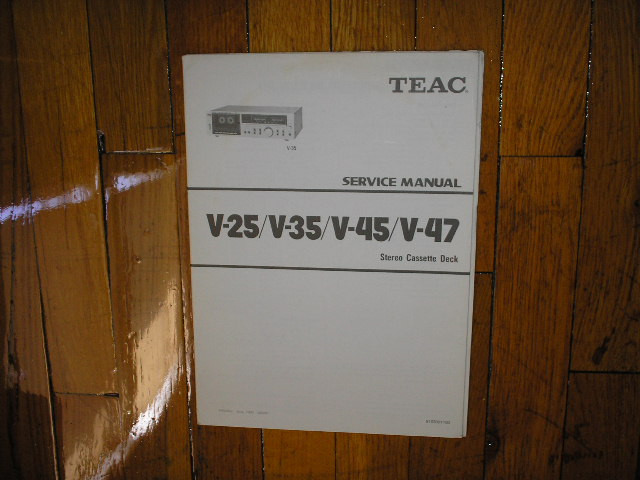 TEAC
V-35
SERVICE MANUAL
V-25/V-35/V-45/V-47
Stereo Cassette Deck